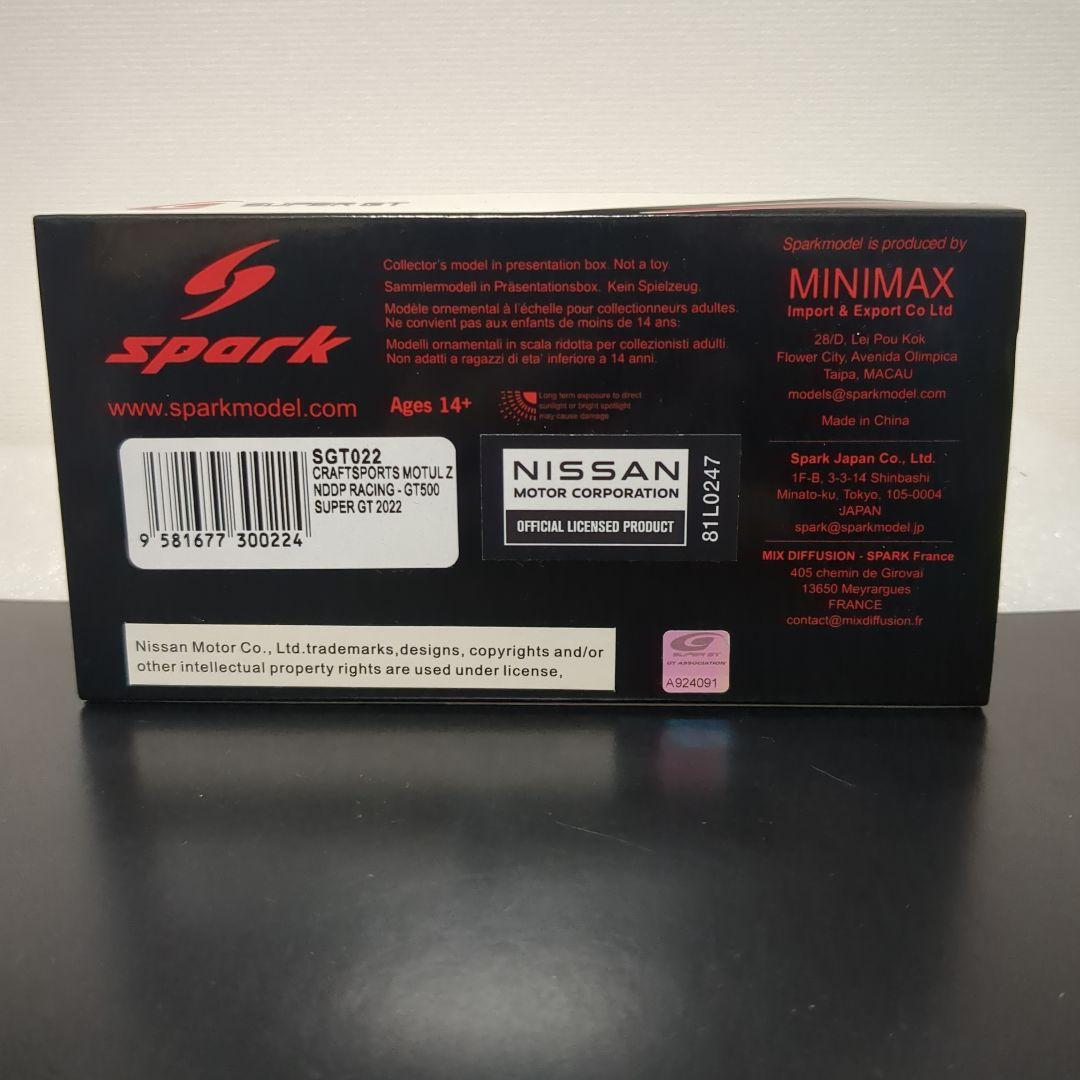 SUPER GT
spark
www.sparkmodel.com
Collector's model in presentation box. Not a toy.
Sammlermodell in Präsentationsbox. Kein Spielzeug.
Modèle ornemental à l'échelle pour collectionneurs adultes.
Ne convient pas aux enfants de moins de 14 ans:
Modelli ornamentali in scala ridotta per collezionisti adulti.
Non adatti a ragazzi di eta' inferiore a 14 anni.
Ages 14+
Long term exposure to direct
sunlight or bright spotlight
may cause damage
Sparkmodel is produced by
MINIMAX
Import & Export Co Ltd
28/D, Lei Pou Kok
Flower City, Avenida Olimpica
Taipa, MACAU
models@sparkmodel.com
Made in China
Spark Japan Co., Ltd.
1F-B, 3-3-14 Shinbashi
Minato-ku, Tokyo, 105-0004
JAPAN
spark@sparkmodel.jp
MIX DIFFUSION - SPARK France
405 chemin de Girovai
13650 Meyrargues
FRANCE
contact@mixdiffusion.fr
SGT022
CRAFTSPORTS MOTUL Z
NDDP RACING - GT500
SUPER GT 2022
9 581677 300224
NISSAN
MOTOR CORPORATION
OFFICIAL LICENSED PRODUCT
81L0247
Nissan Motor Co., Ltd.trademarks,designs, copyrights and/or
other intellectual property rights are used under license,
SUPER GT
GT ASSOCIATION
A924091